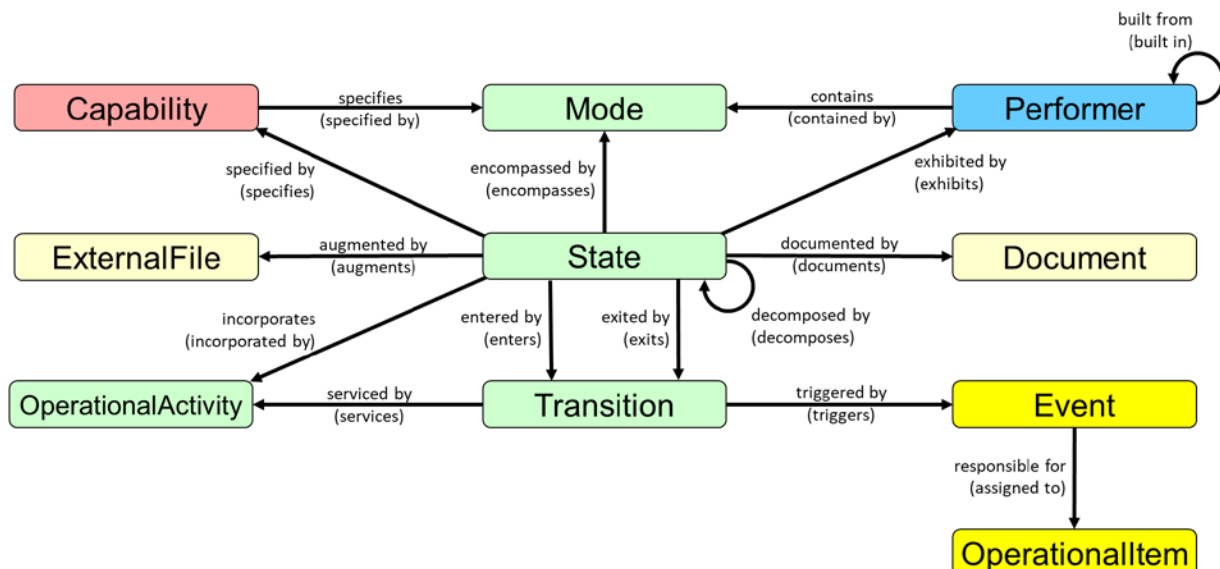 built from
(built in)
Capability
specifies
(specified by)
Mode
contains
(contained by)
Performer
specified by
(specifies)
encompassed by
(encompasses)
exhibited by
(exhibits)
ExternalFile
augmented by
(augments)
State
documented by
(documents)
Document
incorporates
(incorporated by)
entered by
(enters)
exited by
(exits)
decomposed by
(decomposes)
OperationalActivity
serviced by
(services)
Transition
triggered by
(triggers)
Event
responsible for
(assigned to)
OperationalItem